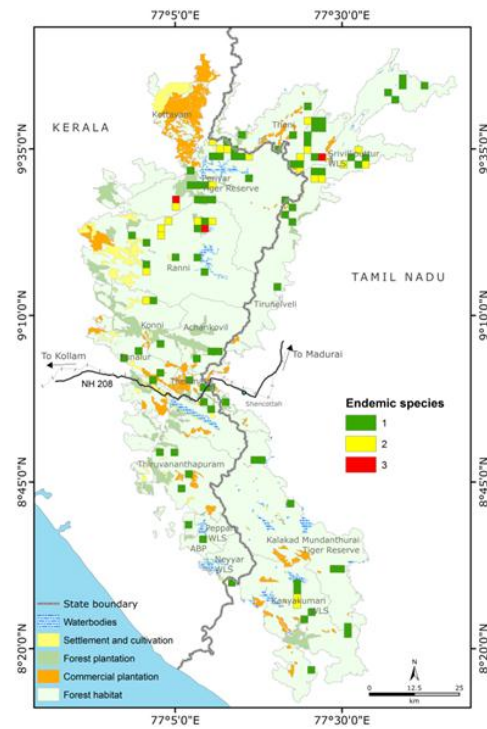 77°5'0"E 77°30'0"E
KERALA
Kottayam
Theni
9°35'0"N 9°35'0"N
Srivilliputtur
WLS
Periyar
Tiger Reserve
Ranni
TAMIL NADU
9°10'0"N 9°10'0"N
Tirunelveli
Konni
Achankovil
To Kollam
To Madurai
NH 208
Shencottah
Endemic species
1
2
3
Thiruvananthapuram
8°45'0"N 8°45'0"N
Peppara
WLS
ABP
Kalakad Mundanthurai
Tiger Reserve
Neyyar
WLS
Kanyakumari
WLS
State boundary
Waterbodies
Settlement and cultivation
Forest plantation
Commercial plantation
Forest habitat
8°20'0"N 8°20'0"N
N
0 12.5 25
km
77°5'0"E 77°30'0"E